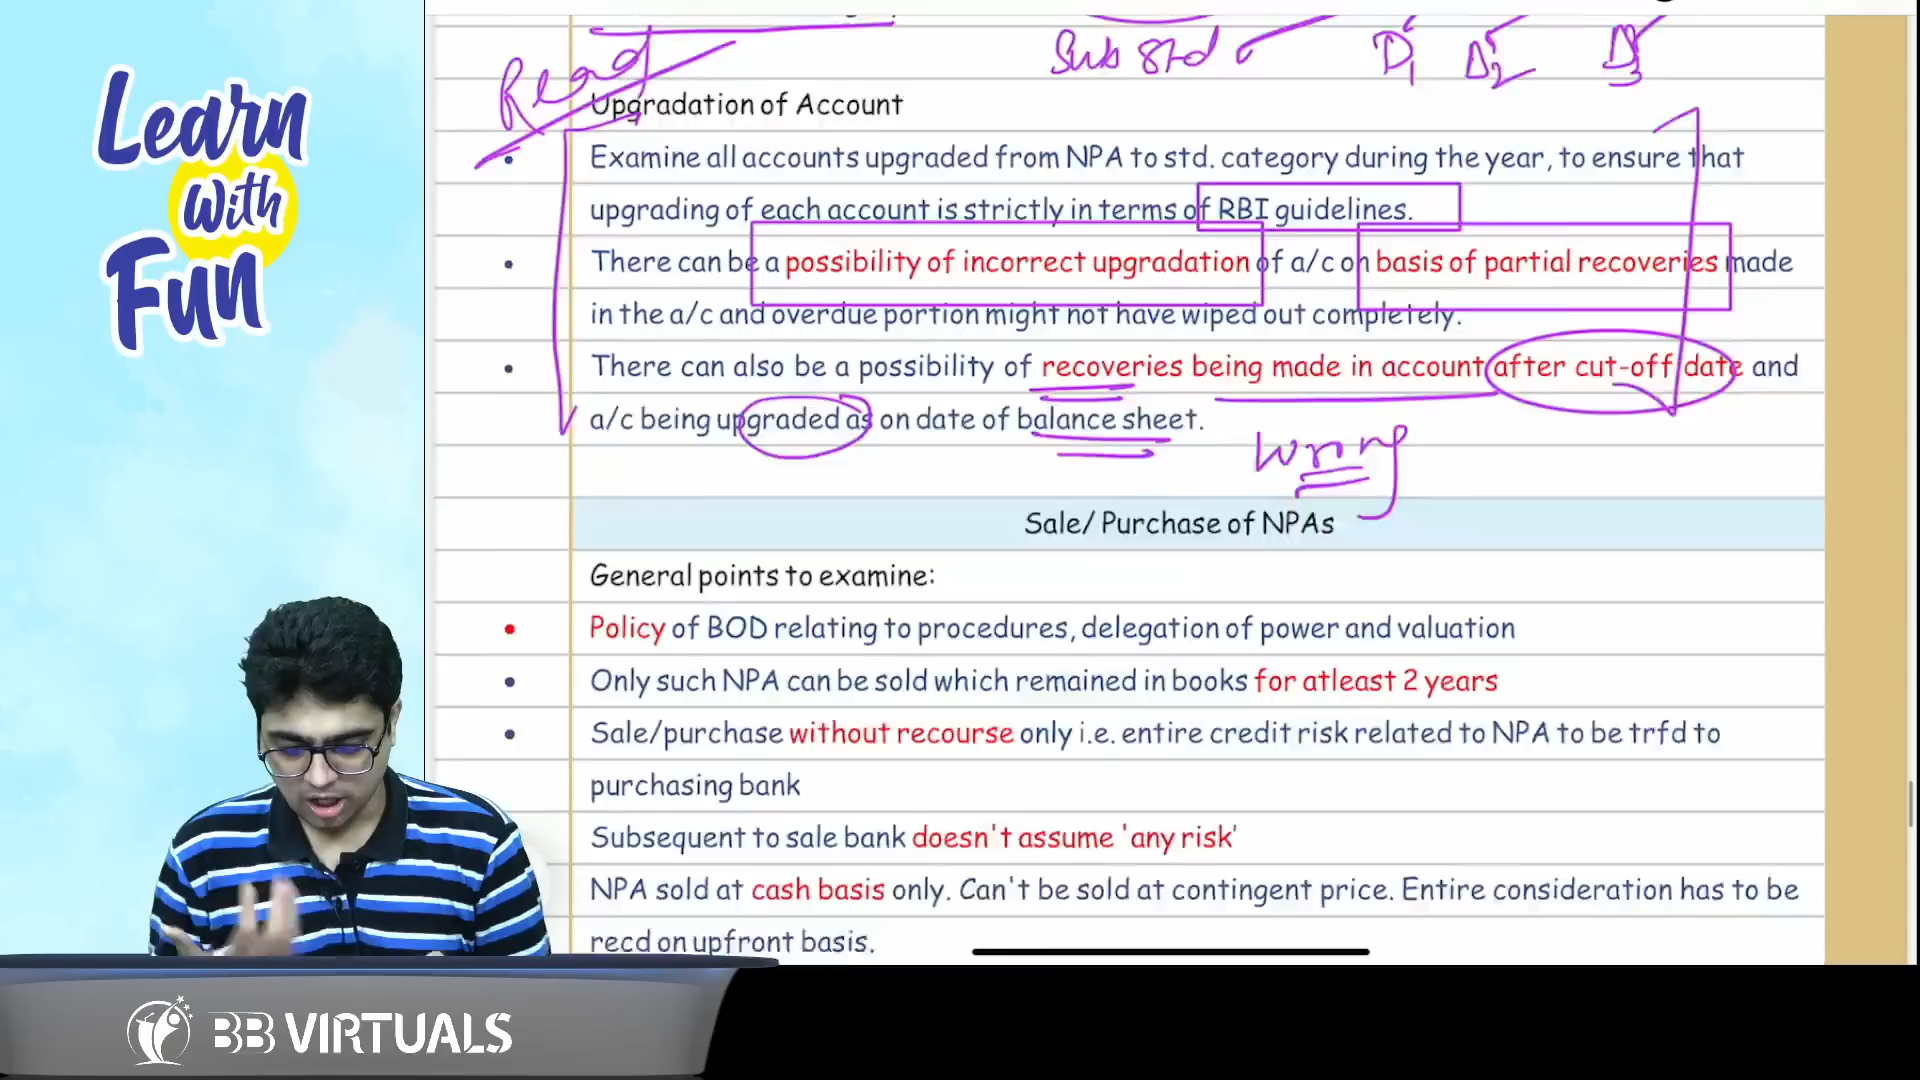 Learn
With
Fun
Sub Std D1 D2 D3
Read
Upgradation of Account
• Examine all accounts upgraded from NPA to std. category during the year, to ensure that
upgrading of each account is strictly in terms of RBI guidelines.
• There can be a possibility of incorrect upgradation of a/c on basis of partial recoveries made
in the a/c and overdue portion might not have wiped out completely.
• There can also be a possibility of recoveries being made in account after cut-off date and
a/c being upgraded as on date of balance sheet.
Wrong
Sale/ Purchase of NPAs
General points to examine:
• Policy of BOD relating to procedures, delegation of power and valuation
• Only such NPA can be sold which remained in books for atleast 2 years
• Sale/purchase without recourse only i.e. entire credit risk related to NPA to be trfd to
purchasing bank
Subsequent to sale bank doesn't assume 'any risk'
NPA sold at cash basis only. Can't be sold at contingent price. Entire consideration has to be
recd on upfront basis.
BB VIRTUALS